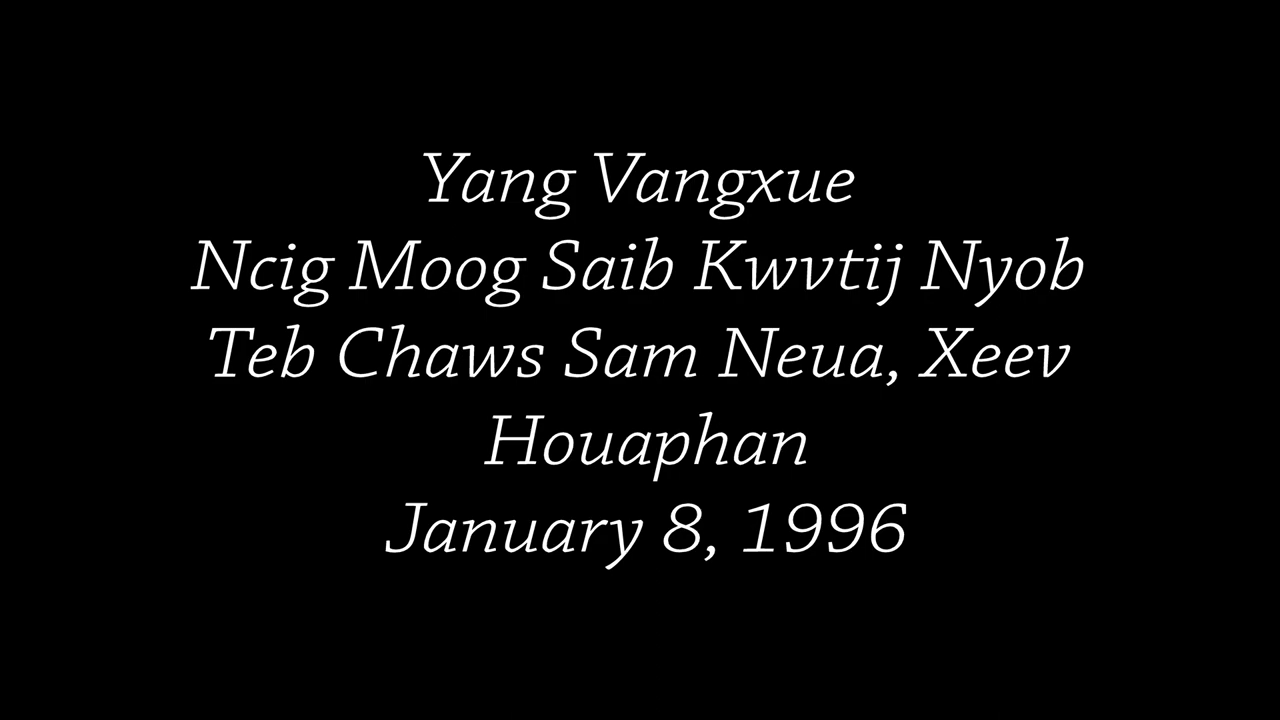 Yang Vangxue
Ncig Moog Saib Kwvtij Nyob
Teb Chaws Sam Neua, Xeev
Houaphan
January 8, 1996